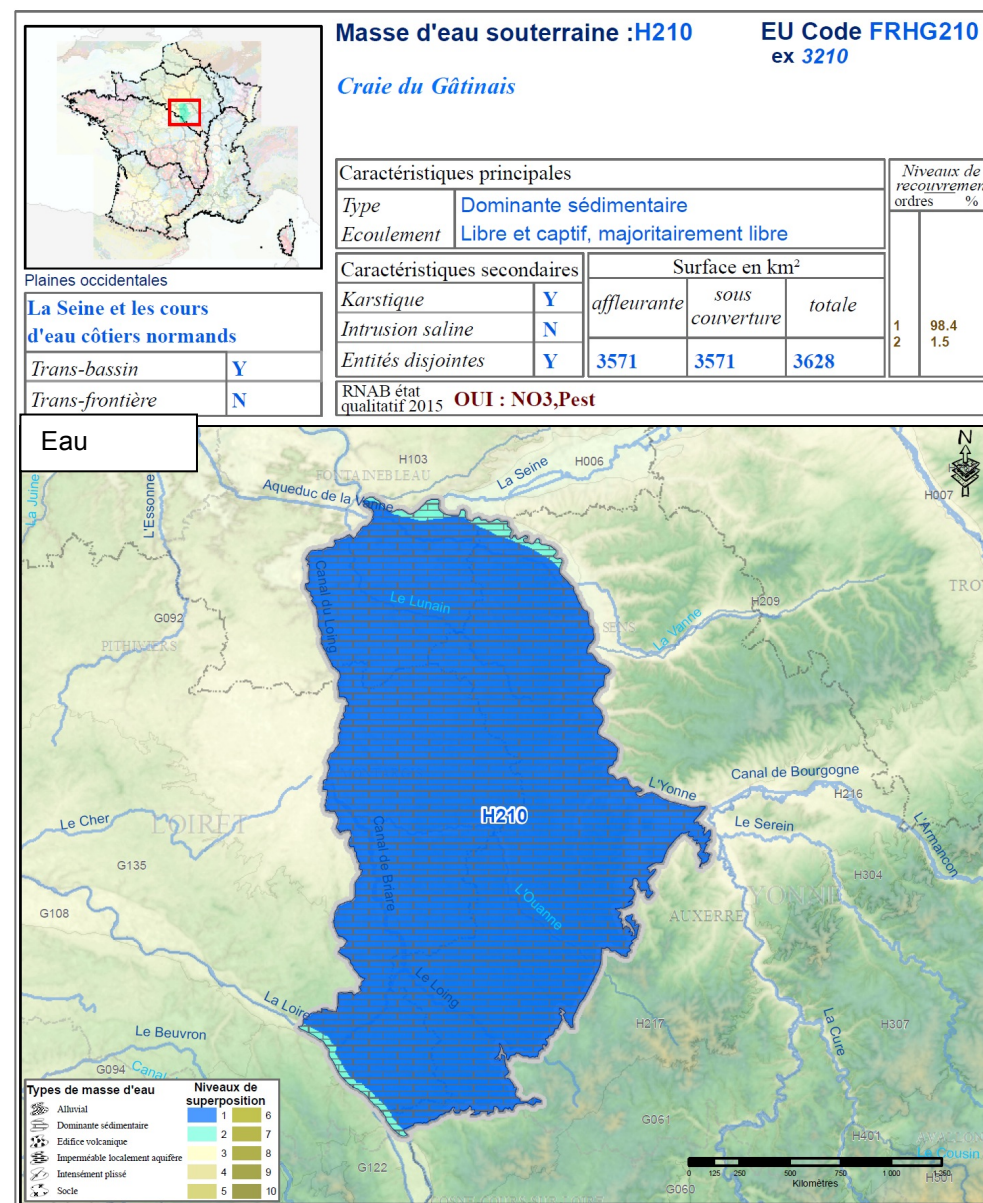 Masse d'eau souterraine :H210
EU Code FRHG210
ex 3210
Craie du Gâtinais
Plaines occidentales
La Seine et les cours
d'eau côtiers normands
Trans-bassin Y
Trans-frontière N
Caractéristiques principales
Type Dominante sédimentaire
Ecoulement Libre et captif, majoritairement libre
Caractéristiques secondaires
Karstique Y
Intrusion saline N
Entités disjointes Y
Surface en km²
affleurante sous couverture totale
3571 3571 3628
Niveaux de
recouvremen
ordres %
1 98.4
2 1.5
RNAB état
qualitatif 2015 OUI : NO3,Pest
Eau
N
H103
FONTAINEBLEAU
La Seine
H006
Aqueduc de la Vanne
La Juine
L'Essonne
H007
Canal du Loing
Le Lunain
TRO
H209
G092
SENS
La Vanne
PITHIVIERS
L'Yonne
Canal de Bourgogne
H216
Le Cher
LOIRET
H210
Le Serein
L'Armancon
Canal de Briare
G135
H304
L'Ouanne
YONNE
G108
AUXERRE
Le Loing
La Loire
H217
La Cure
H307
Le Beuvron
G094
Canal
G061
H401
Le Cousin
G122
G060
H501
Types de masse d'eau
Alluvial
Dominante sédimentaire
Edifice volcanique
Imperméable localement aquifère
Intensément plissé
Socle
Niveaux de
superposition
1 6
2 7
3 8
4 9
5 10
0 125 250 500 750 1 000 1 250
Kilomètres